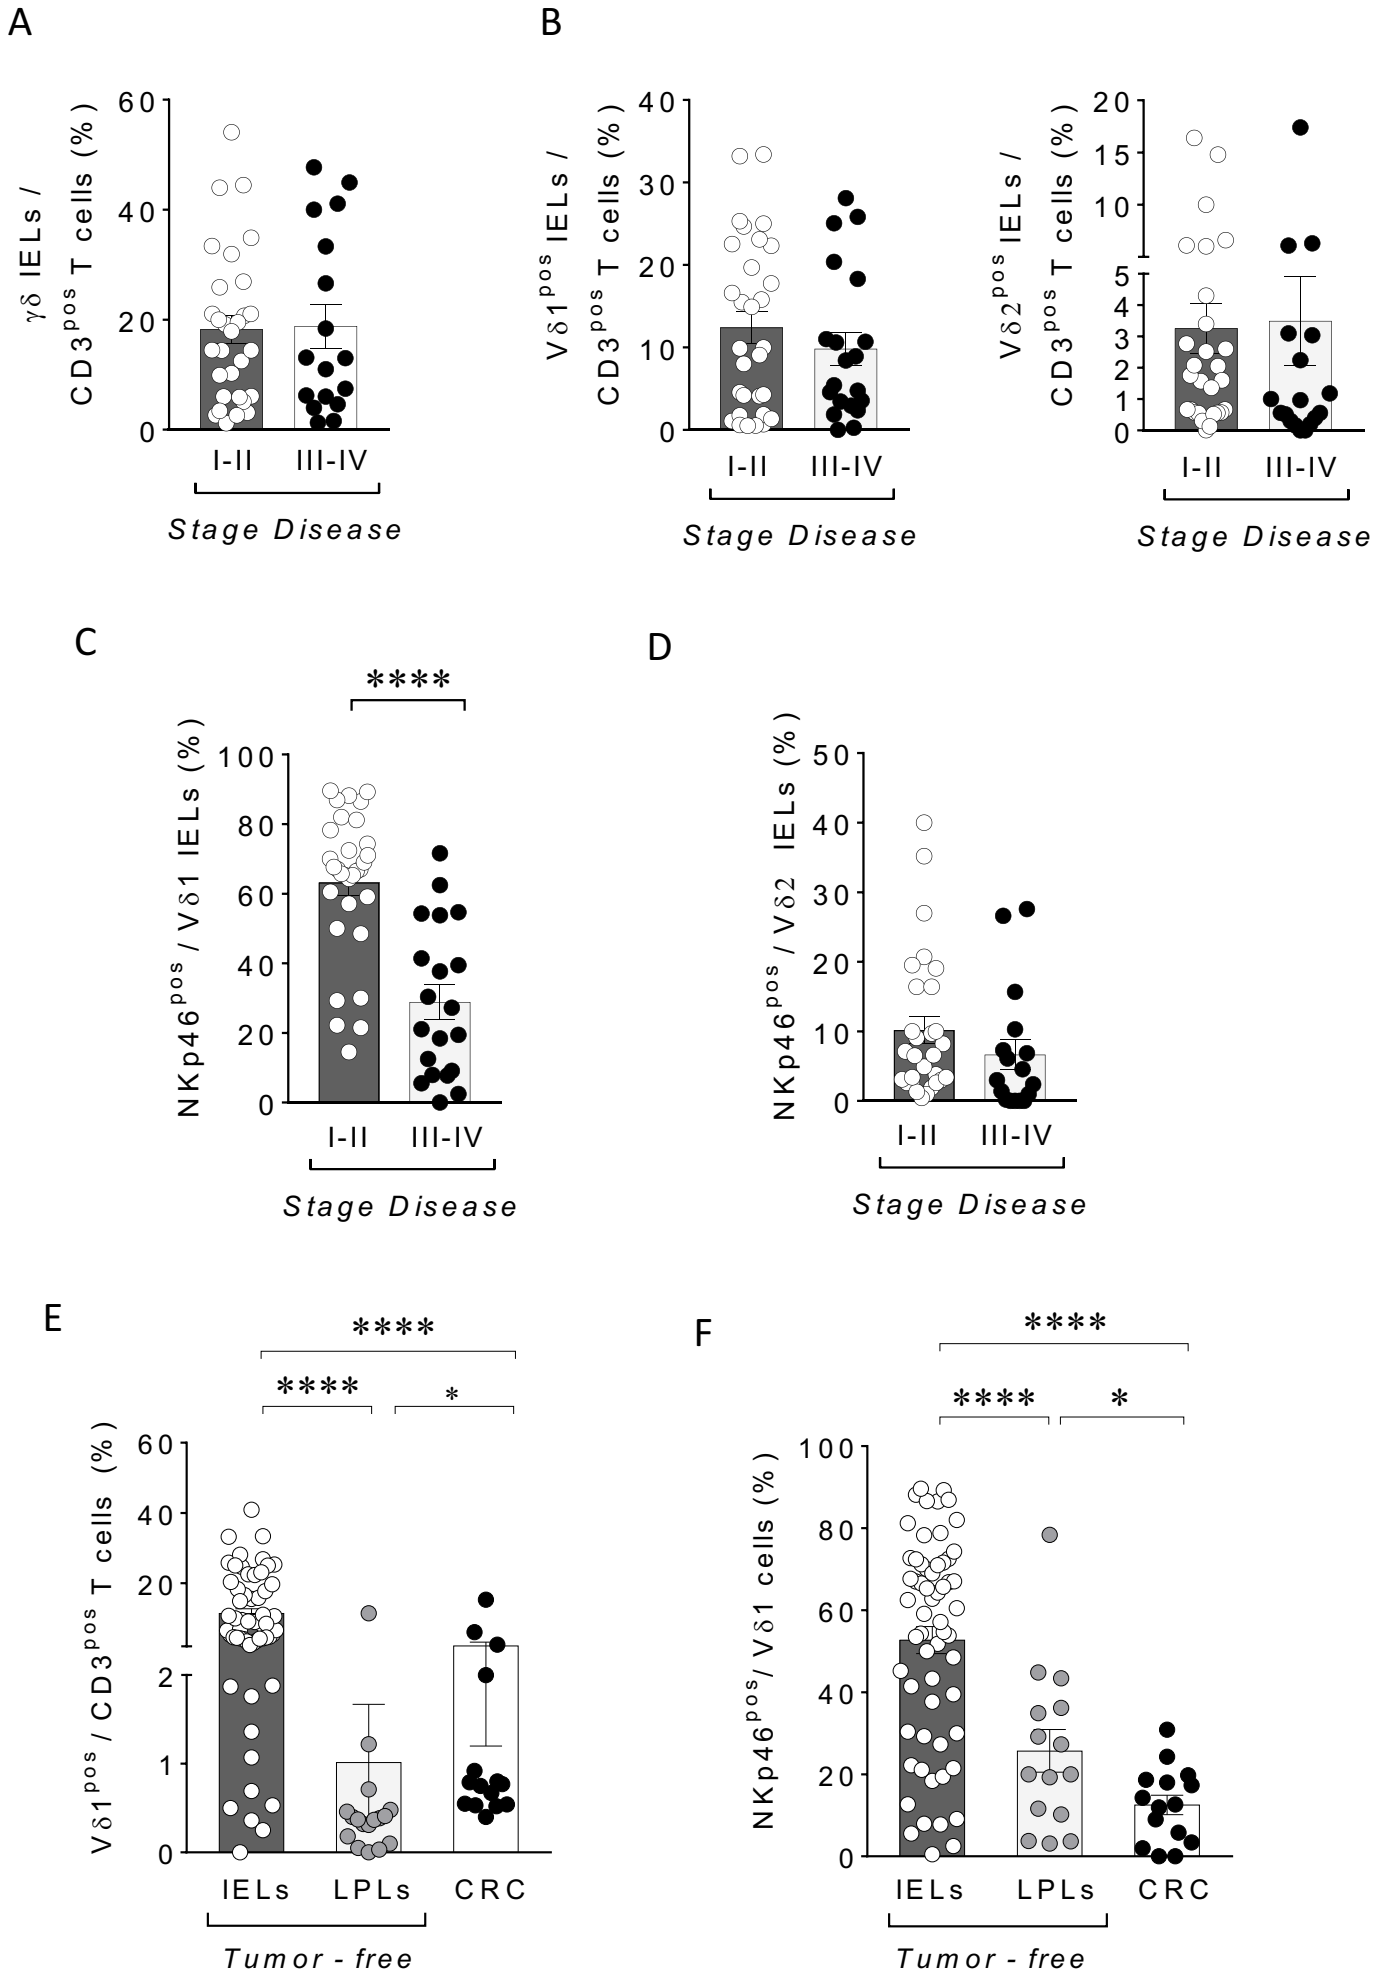 A
B
γδ IELs /
CD3pos T cells (%)
60
40
20
0
I-II III-IV
Stage Disease
Vδ1pos IELs /
CD3pos T cells (%)
40
30
20
10
0
I-II III-IV
Stage Disease
Vδ2pos IELs /
CD3pos T cells (%)
20
15
10
5
4
3
2
1
0
I-II III-IV
Stage Disease
C
****
NKp46pos / Vδ1 IELs (%)
100
80
60
40
20
0
I-II III-IV
Stage Disease
D
NKp46pos / Vδ2 IELs (%)
50
40
30
20
10
0
I-II III-IV
Stage Disease
E
****
**** *
Vδ1pos / CD3pos T cells (%)
60
40
20
2
1
0
IELs LPLs CRC
Tumor - free
F
****
**** *
NKp46pos/ Vδ1 cells (%)
100
80
60
40
20
0
IELs LPLs CRC
Tumor - free